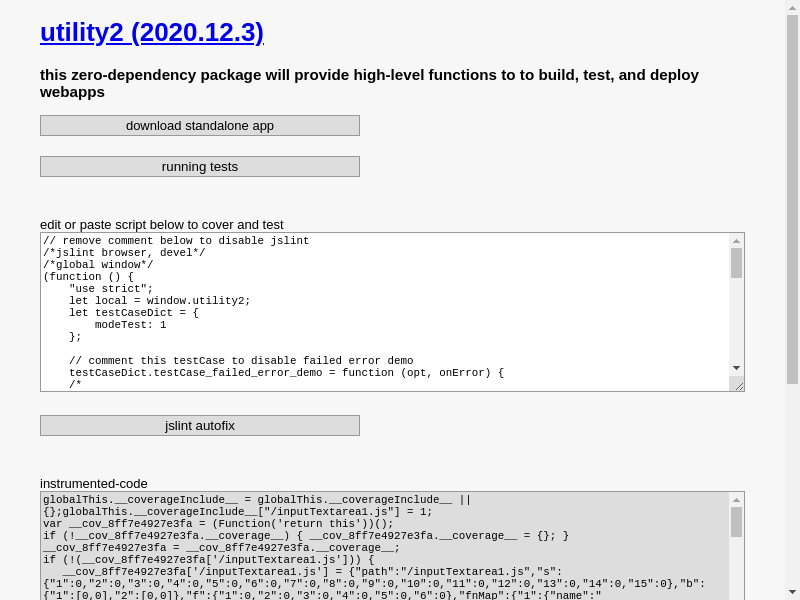 utility2 (2020.12.3)
this zero-dependency package will provide high-level functions to to build, test, and deploy
webapps
download standalone app
running tests
edit or paste script below to cover and test
// remove comment below to disable jslint
/*jslint browser, devel*/
/*global window*/
(function () {
    "use strict";
    let local = window.utility2;
    let testCaseDict = {
        modeTest: 1
    };
    // comment this testCase to disable failed error demo
    testCaseDict.testCase_failed_error_demo = function (opt, onError) {
    /*
jslint autofix
instrumented-code
globalThis.__coverageInclude__ = globalThis.__coverageInclude__ ||
{};globalThis.__coverageInclude__["/inputTextarea1.js"] = 1;
var __cov_8ff7e4927e3fa = (Function('return this'))();
if (!__cov_8ff7e4927e3fa.__coverage__) { __cov_8ff7e4927e3fa.__coverage__ = {}; }
__cov_8ff7e4927e3fa = __cov_8ff7e4927e3fa.__coverage__;
if (!(__cov_8ff7e4927e3fa['/inputTextarea1.js'])) {
   __cov_8ff7e4927e3fa['/inputTextarea1.js'] = {"path":"/inputTextarea1.js","s":
{"1":0,"2":0,"3":0,"4":0,"5":0,"6":0,"7":0,"8":0,"9":0,"10":0,"11":0,"12":0,"13":0,"14":0,"15":0},"b":
{"1":[0,0],"2":[0,0]},"f":{"1":0,"2":0,"3":0,"4":0,"5":0,"6":0},"fnMap":{"1":{"name":"